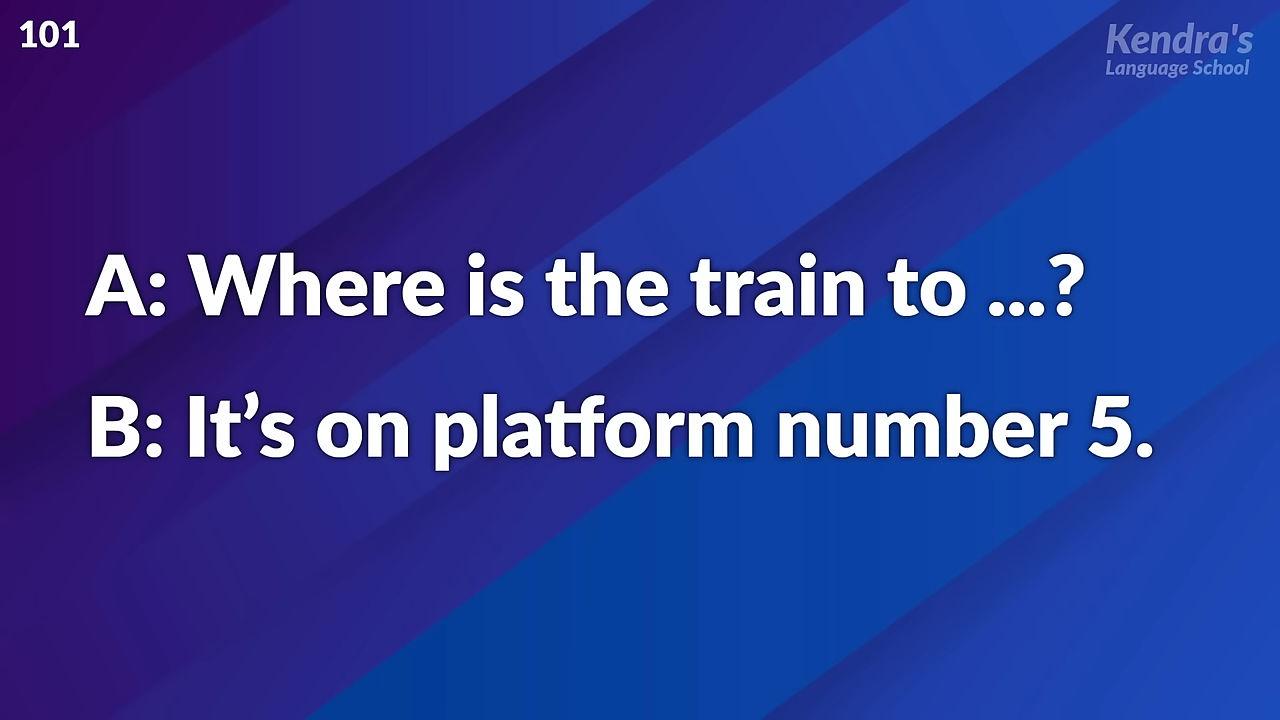 101
Kendra's
Language School
A: Where is the train to ...?
B: It’s on platform number 5.